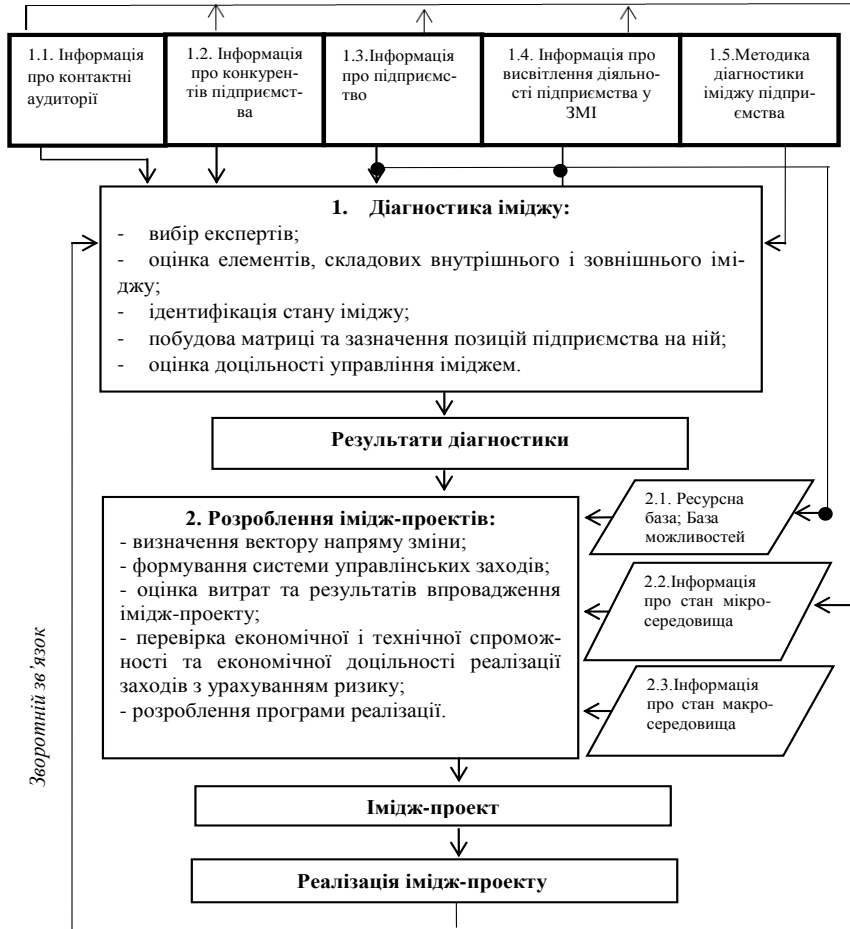 1.1. Інформація
про контактні
аудиторії
1.2. Інформація
про конкурен-
тів підприємст-
ва
1.3.Інформація
про підприємс-
тво
1.4. Інформація про
висвітлення діяльно-
сті підприємства у
ЗМІ
1.5.Методика
діагностики
іміджу підпри-
ємства
1. Діагностика іміджу:
- вибір експертів;
- оцінка елементів, складових внутрішнього і зовнішнього імі-
джу;
- ідентифікація стану іміджу;
- побудова матриці та зазначення позицій підприємства на ній;
- оцінка доцільності управління іміджем.
Результати діагностики
2. Розроблення імідж-проектів:
- визначення вектору напряму зміни;
- формування системи управлінських заходів;
- оцінка витрат та результатів впровадження
імідж-проекту;
- перевірка економічної і технічної спромож-
ності та економічної доцільності реалізації
заходів з урахуванням ризику;
- розроблення програми реалізації.
2.1. Ресурсна
база; База
можливостей
2.2.Інформація
про стан мікро-
середовища
2.3.Інформація
про стан макро-
середовища
Зворотній зв’язок
Імідж-проект
Реалізація імідж-проекту